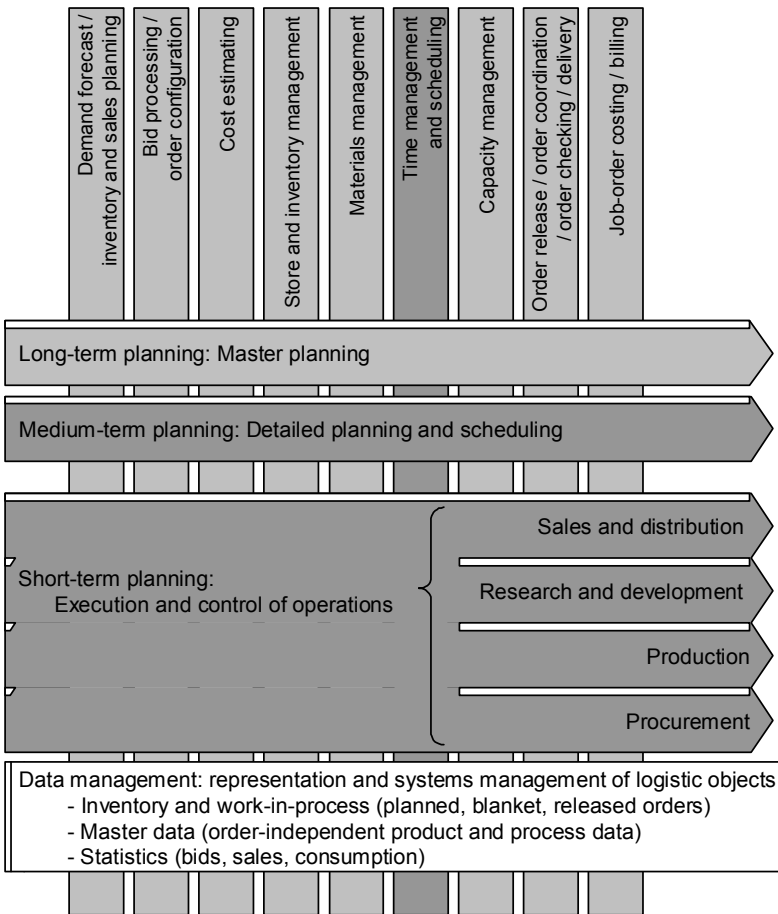 Demand forecast /
inventory and sales planning
Bid processing /
order configuration
Cost estimating
Store and inventory management
Materials management
Time management
and scheduling
Capacity management
Order release / order coordination
/ order checking / delivery
Job-order costing / billing
Long-term planning: Master planning
Medium-term planning: Detailed planning and scheduling
Short-term planning:
Execution and control of operations
Sales and distribution
Research and development
Production
Procurement
Data management: representation and systems management of logistic objects
- Inventory and work-in-process (planned, blanket, released orders)
- Master data (order-independent product and process data)
- Statistics (bids, sales, consumption)